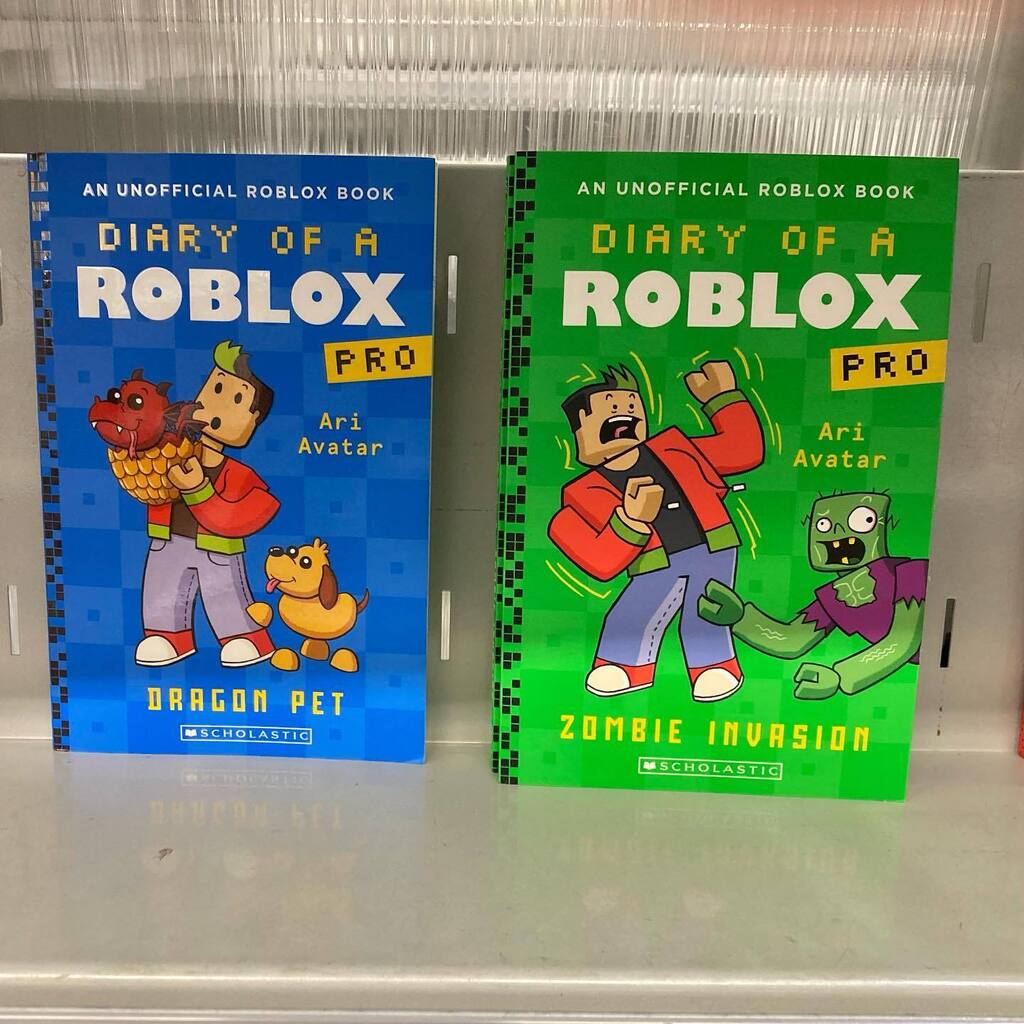 AN UNOFFICIAL ROBLOX BOOK
DIARY OF A
ROBLOX
PRO
Ari
Avatar
DRAGON PET
SCHOLASTIC
AN UNOFFICIAL ROBLOX BOOK
DIARY OF A
ROBLOX
PRO
Ari
Avatar
ZOMBIE INVASION
SCHOLASTIC